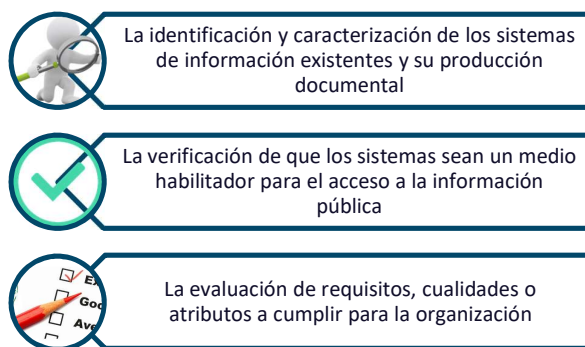 La identificación y caracterización de los sistemas
de información existentes y su producción
documental
La verificación de que los sistemas sean un medio
habilitador para el acceso a la información
pública
La evaluación de requisitos, cualidades o
atributos a cumplir para la organización